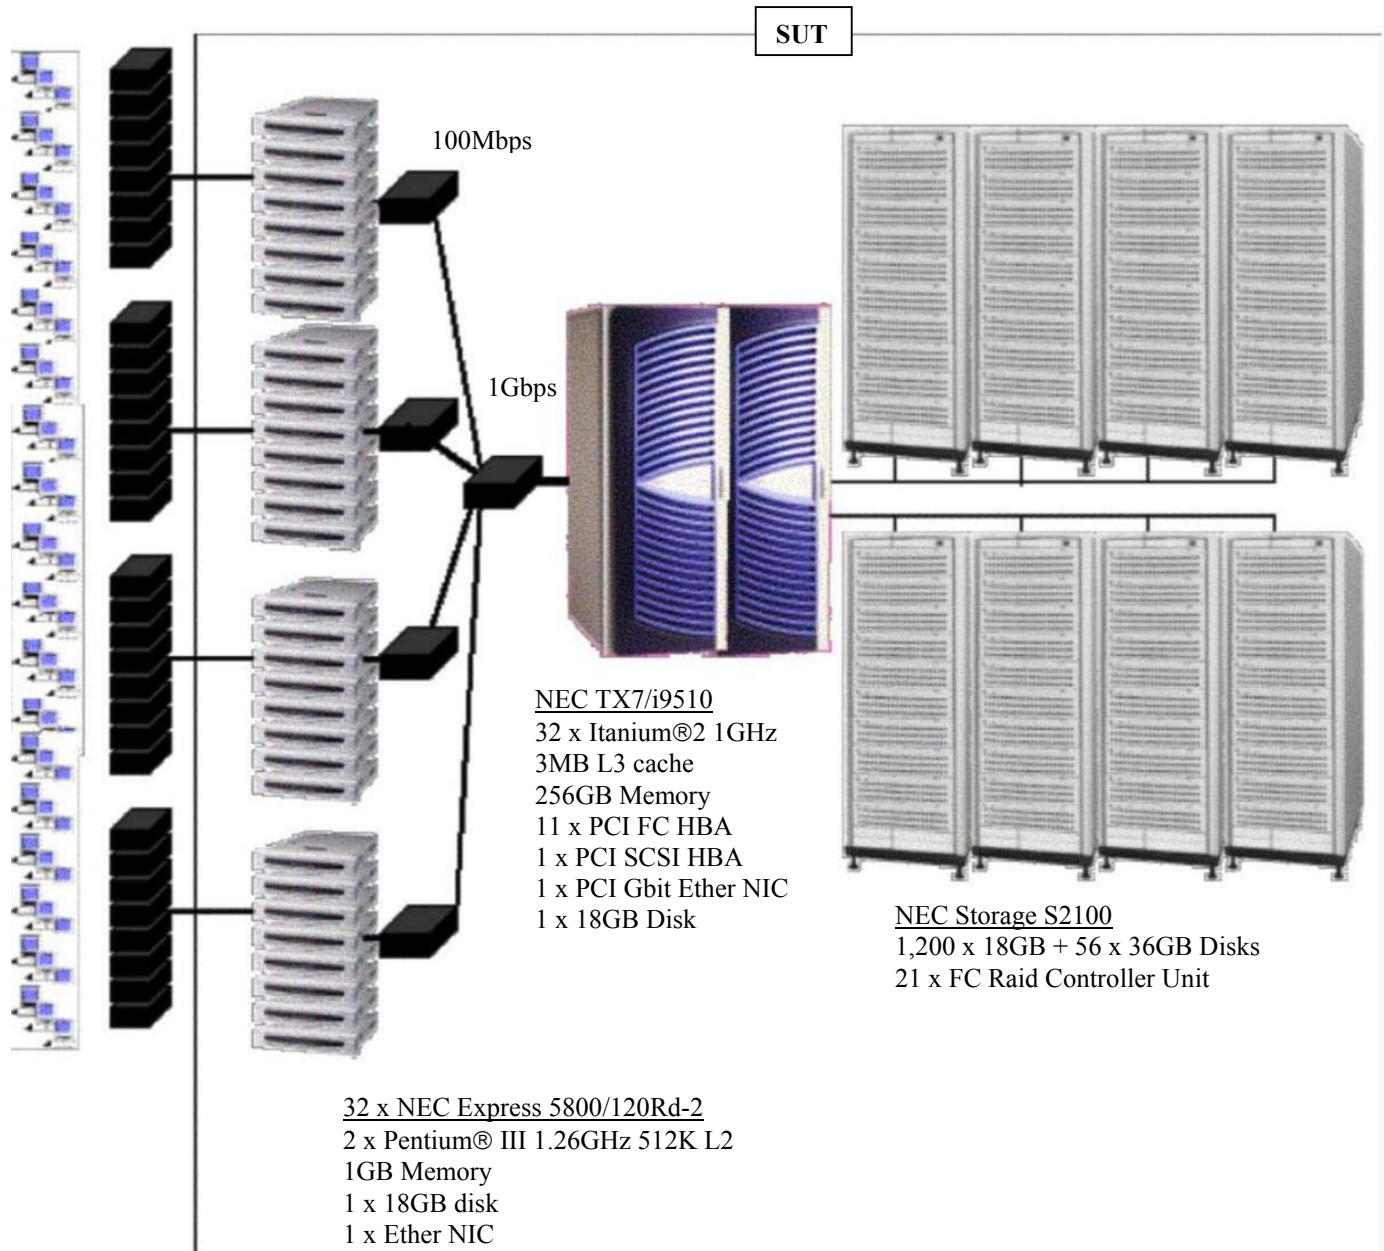 SUT
100Mbps
1Gbps
NEC TX7/i9510
32 x Itanium®2 1GHz
3MB L3 cache
256GB Memory
11 x PCI FC HBA
1 x PCI SCSI HBA
1 x PCI Gbit Ether NIC
1 x 18GB Disk
NEC Storage S2100
1,200 x 18GB + 56 x 36GB Disks
21 x FC Raid Controller Unit
32 x NEC Express 5800/120Rd-2
2 x Pentium® III 1.26GHz 512K L2
1GB Memory
1 x 18GB disk
1 x Ether NIC